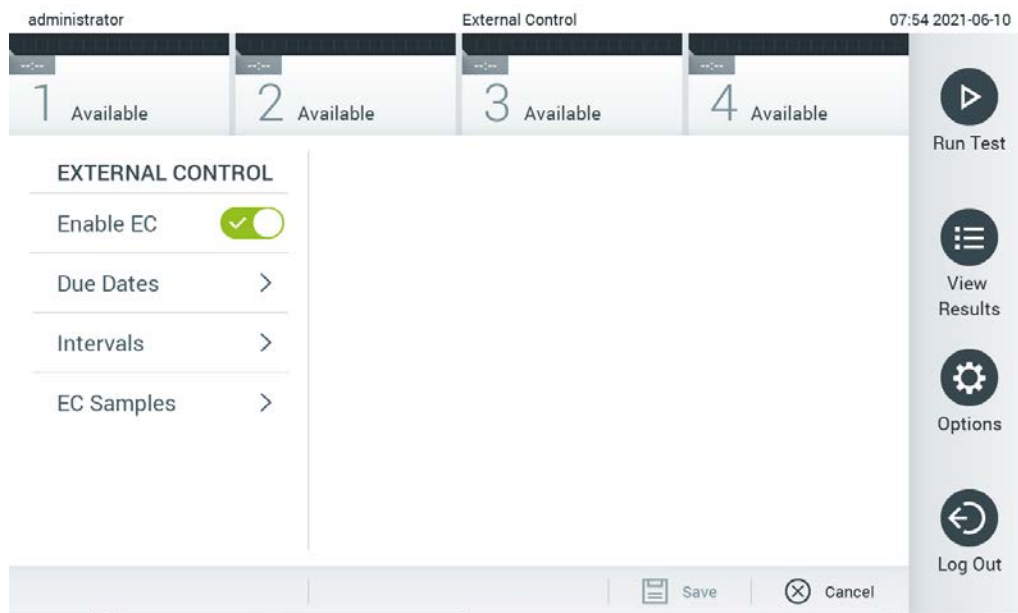 administrator External Control 07:54 2021-06-10
--:-- --:-- --:-- --:--
1 Available 2 Available 3 Available 4 Available
Run Test
EXTERNAL CONTROL
Enable EC
Due Dates
Intervals
EC Samples
View
Results
Options
Log Out
Save Cancel